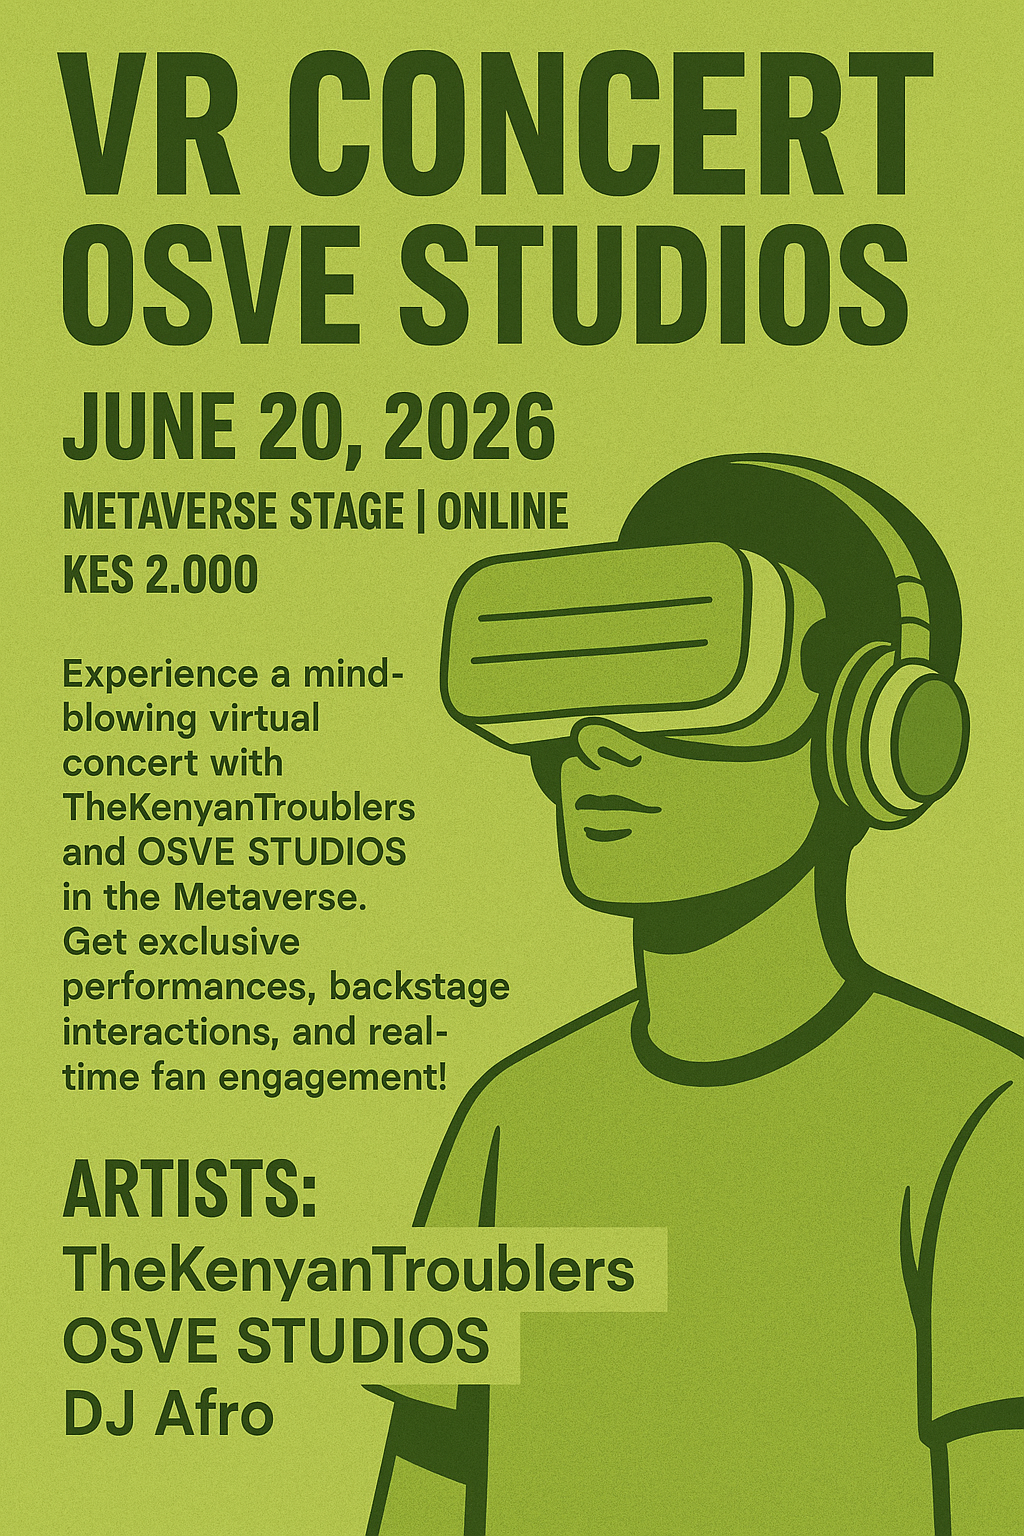 VR CONCERT
OSVE STUDIOS
JUNE 20, 2026
METAVERSE STAGE | ONLINE
KES 2.000
Experience a mind-
blowing virtual
concert with
TheKenyanTroublers
and OSVE STUDIOS
in the Metaverse.
Get exclusive
performances, backstage
interactions, and real-
time fan engagement!
ARTISTS:
TheKenyanTroublers
OSVE STUDIOS
DJ Afro